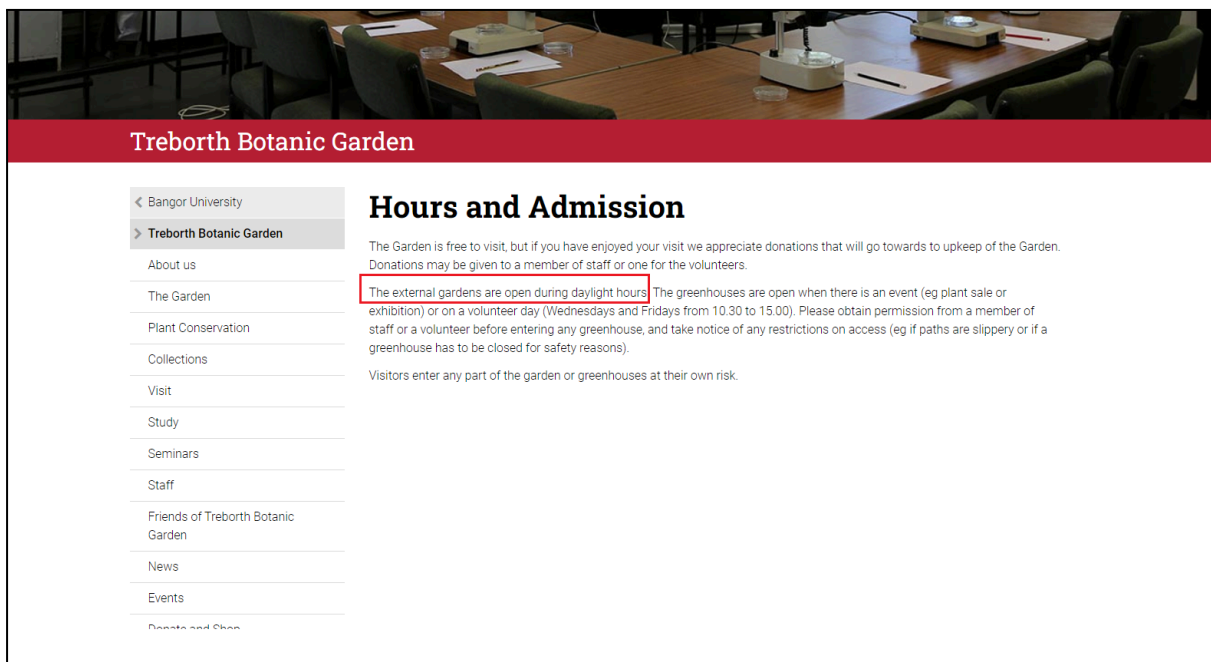 Treborth Botanic Garden
Bangor University
Treborth Botanic Garden
About us
The Garden
Plant Conservation
Collections
Visit
Study
Seminars
Staff
Friends of Treborth Botanic
Garden
News
Events
Donate and Shop
Hours and Admission
The Garden is free to visit, but if you have enjoyed your visit we appreciate donations that will go towards to upkeep of the Garden.
Donations may be given to a member of staff or one for the volunteers.
The external gardens are open during daylight hours. The greenhouses are open when there is an event (eg plant sale or
exhibition) or on a volunteer day (Wednesdays and Fridays from 10.30 to 15.00). Please obtain permission from a member of
staff or a volunteer before entering any greenhouse, and take notice of any restrictions on access (eg if paths are slippery or if a
greenhouse has to be closed for safety reasons).
Visitors enter any part of the garden or greenhouses at their own risk.